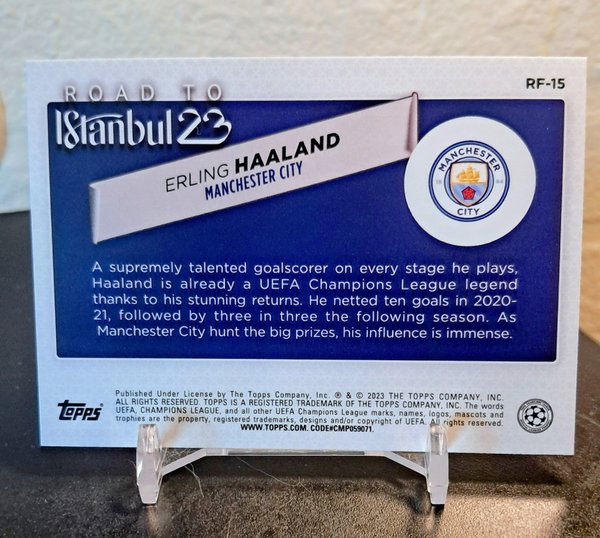 RF-15
ROAD TO
Istanbul 23
ERLING HAALAND
MANCHESTER CITY
MANCHESTER
18 94
CITY
A supremely talented goalscorer on every stage he plays,
Haaland is already a UEFA Champions League legend
thanks to his stunning returns. He netted ten goals in 2020-
21, followed by three in three the following season. As
Manchester City hunt the big prizes, his influence is immense.
Topps
Published Under License by The Topps Company, Inc. ® & © 2023 THE TOPPS COMPANY, INC.
ALL RIGHTS RESERVED. TOPPS IS A REGISTERED TRADEMARK OF THE TOPPS COMPANY, INC. The words
UEFA, CHAMPIONS LEAGUE, and all other UEFA Champions League marks, names, logos, mascots and
trophies are the property, registered trademarks, designs and/or copyright of UEFA. All rights reserved.
WWW.TOPPS.COM. CODE#CMP059071.